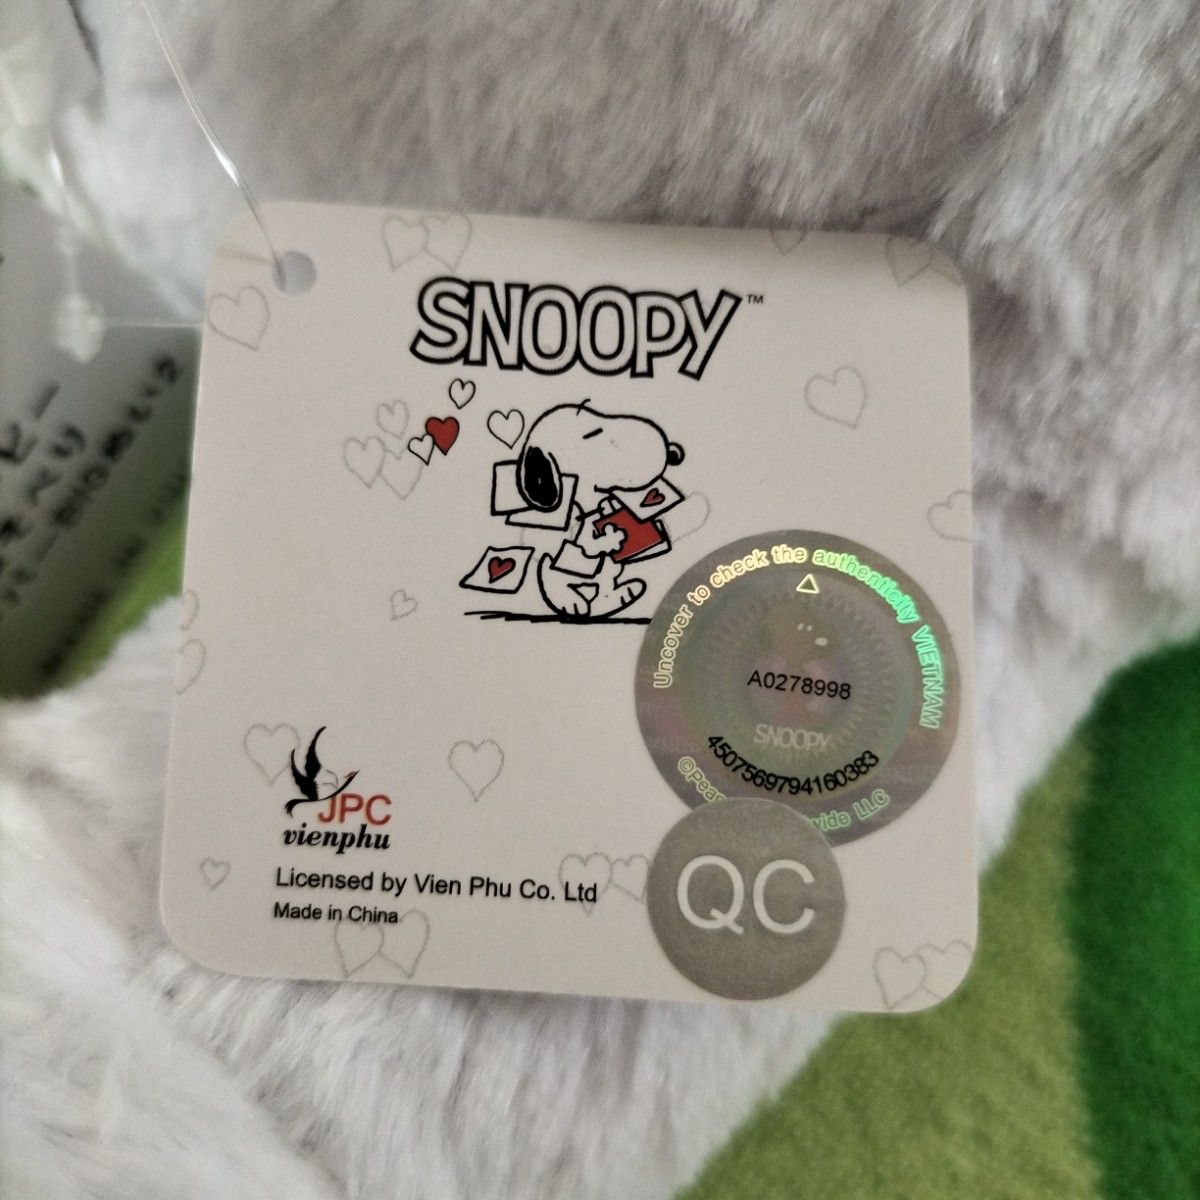 SNOOPY™
Uncover to check the authenticity VIETNAM
A0278998
SNOOPY
4507569794160383
wide LLC
QC
JPC
vienphu
Licensed by Vien Phu Co. Ltd
Made in China